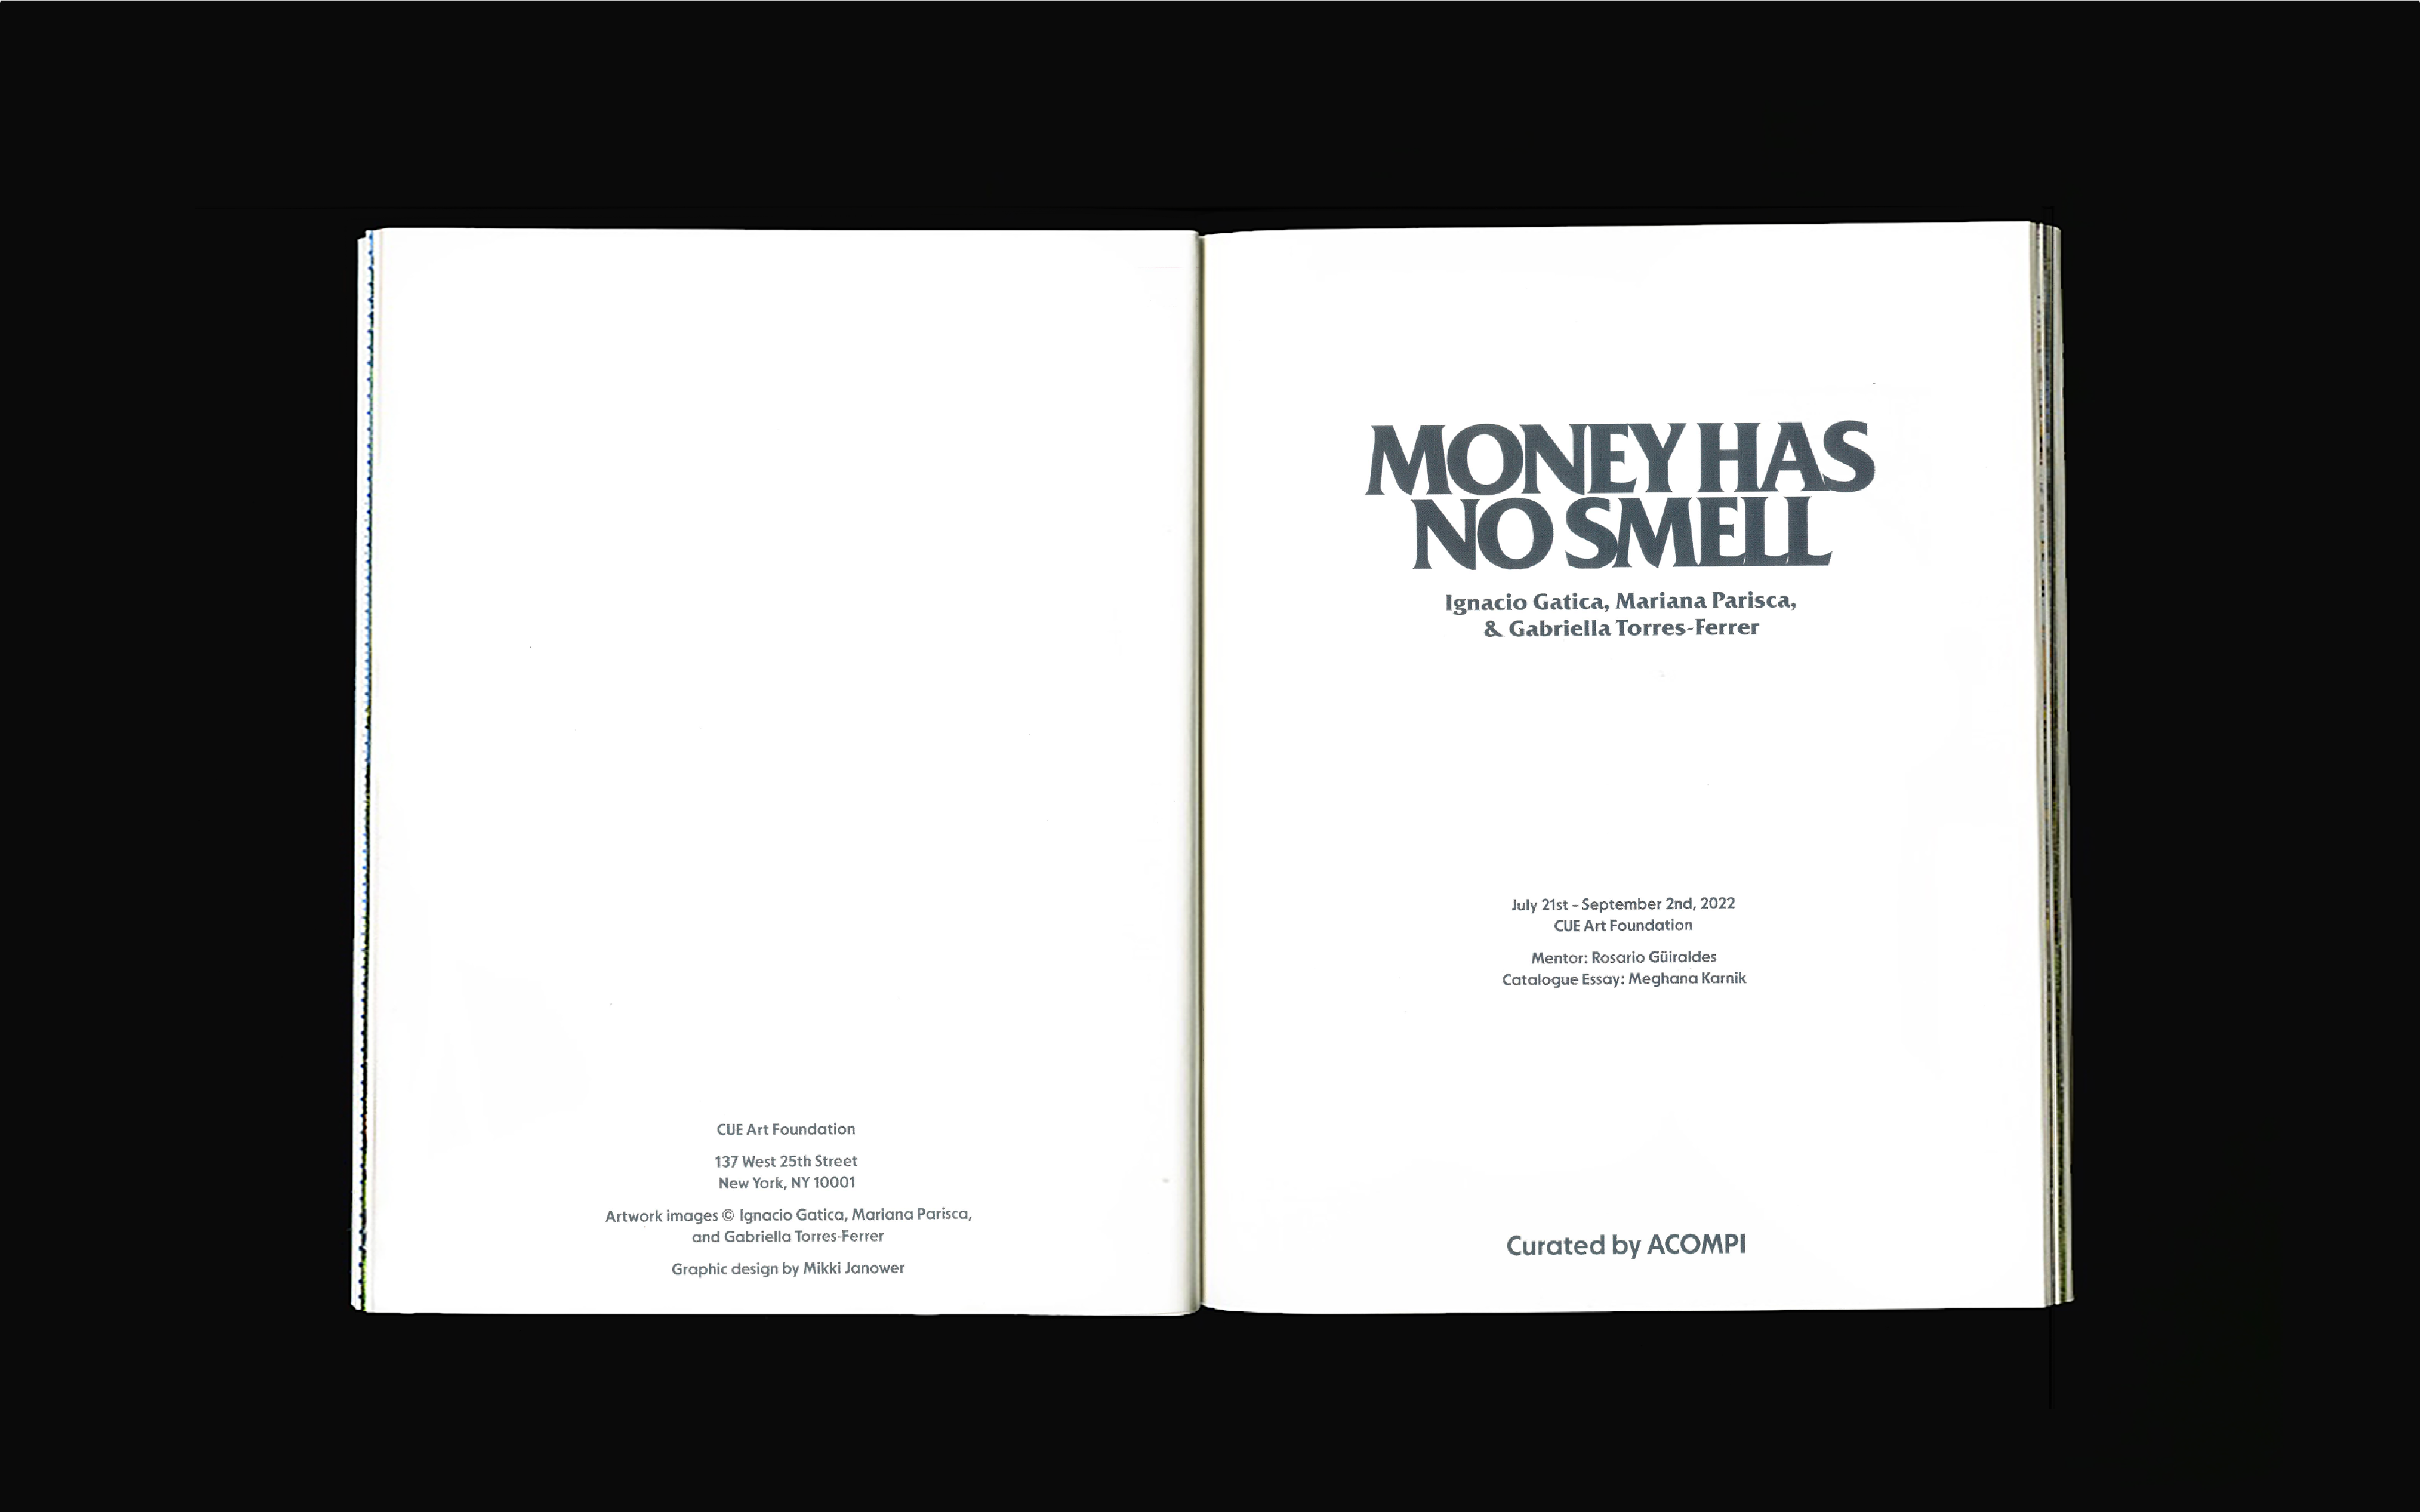 CUE Art Foundation
137 West 25th Street
New York, NY 10001
Artwork images © Ignacio Gatica, Mariana Parisca,
and Gabriella Torres-Ferrer
Graphic design by Mikki Janower
MONEY HAS
NO SMELL
Ignacio Gatica, Mariana Parisca,
& Gabriella Torres-Ferrer
July 21st – September 2nd, 2022
CUE Art Foundation
Mentor: Rosario Güiraldes
Catalogue Essay: Meghana Karnik
Curated by ACOMPI